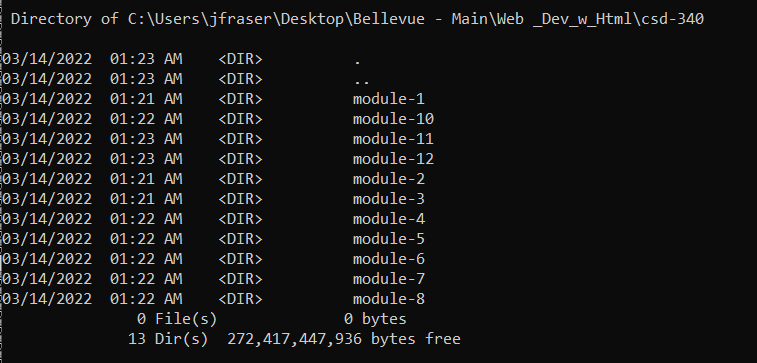 Directory of C:\Users\jfraser\Desktop\Bellevue - Main\Web _Dev_w_Html\csd-340
03/14/2022  01:23 AM    <DIR>          .
03/14/2022  01:23 AM    <DIR>          ..
03/14/2022  01:21 AM    <DIR>          module-1
03/14/2022  01:22 AM    <DIR>          module-10
03/14/2022  01:23 AM    <DIR>          module-11
03/14/2022  01:23 AM    <DIR>          module-12
03/14/2022  01:21 AM    <DIR>          module-2
03/14/2022  01:21 AM    <DIR>          module-3
03/14/2022  01:22 AM    <DIR>          module-4
03/14/2022  01:22 AM    <DIR>          module-5
03/14/2022  01:22 AM    <DIR>          module-6
03/14/2022  01:22 AM    <DIR>          module-7
03/14/2022  01:22 AM    <DIR>          module-8
0 File(s)              0 bytes
13 Dir(s)  272,417,447,936 bytes free